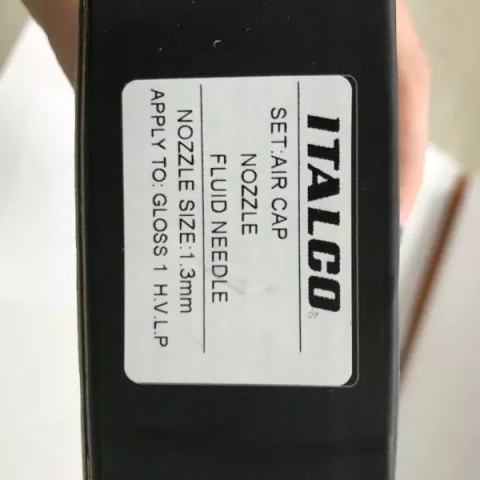 ITALCO
SET:AIR CAP
NOZZLE
FLUID NEEDLE
NOZZLE SIZE:1.3mm
APPLY TO: GLOSS 1 H.V.L.P